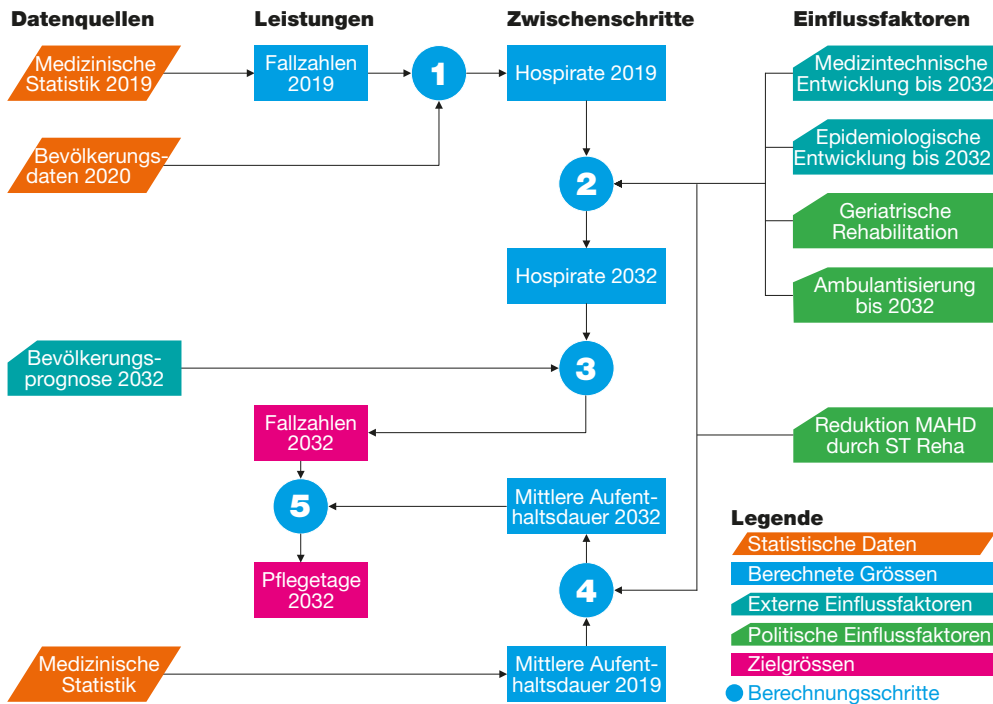 Datenquellen
Leistungen
Zwischenschritte
Einflussfaktoren
Medizinische
Statistik 2019
Fallzahlen
2019
1
Hospirate 2019
Medizintechnische
Entwicklung bis 2032
Bevölkerungs-
daten 2020
2
Epidemiologische
Entwicklung bis 2032
Geriatrische
Rehabilitation
Hospirate 2032
Ambulantisierung
bis 2032
Bevölkerungs-
prognose 2032
3
Fallzahlen
2032
Reduktion MAHD
durch ST Reha
5
Mittlere Aufent-
haltsdauer 2032
Pflegetage
2032
4
Medizinische
Statistik
Mittlere Aufent-
haltsdauer 2019
Legende
Statistische Daten
Berechnete Grössen
Externe Einflussfaktoren
Politische Einflussfaktoren
Zielgrössen
Berechnungsschritte